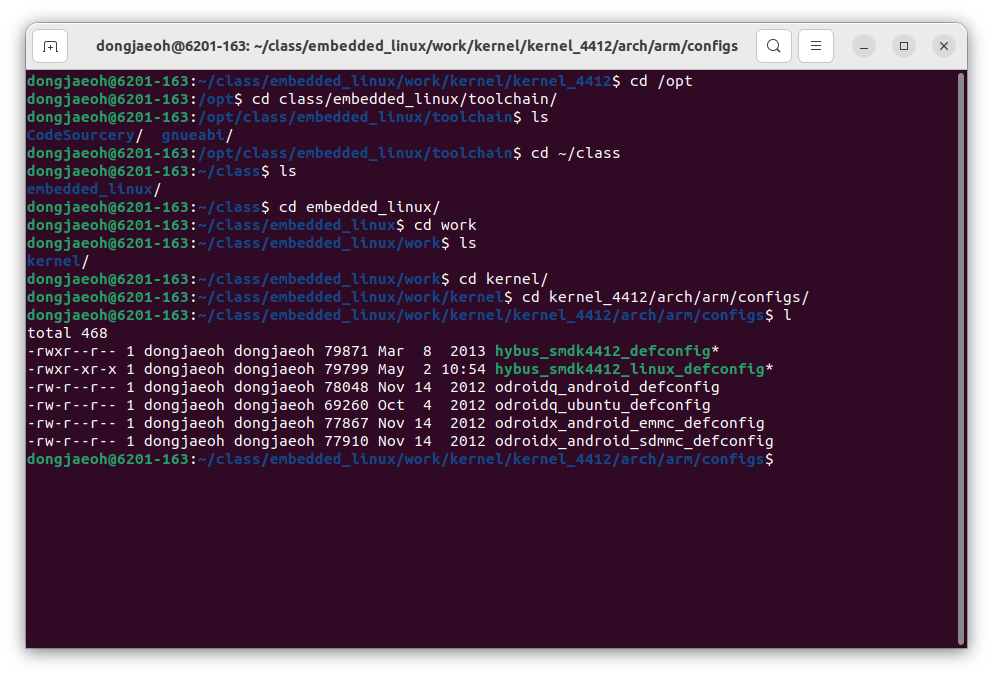 dongjaeoh@6201-163: ~/class/embedded_linux/work/kernel/kernel_4412/arch/arm/configs
dongjaeoh@6201-163:~/class/embedded_linux/work/kernel/kernel_4412$ cd /opt
dongjaeoh@6201-163:/opt$ cd class/embedded_linux/toolchain/
dongjaeoh@6201-163:/opt/class/embedded_linux/toolchain$ ls
CodeSourcery/  gnueabi/
dongjaeoh@6201-163:/opt/class/embedded_linux/toolchain$ cd ~/class
dongjaeoh@6201-163:~/class$ ls
embedded_linux/
dongjaeoh@6201-163:~/class$ cd embedded_linux/
dongjaeoh@6201-163:~/class/embedded_linux$ cd work
dongjaeoh@6201-163:~/class/embedded_linux/work$ ls
kernel/
dongjaeoh@6201-163:~/class/embedded_linux/work$ cd kernel/
dongjaeoh@6201-163:~/class/embedded_linux/work/kernel$ cd kernel_4412/arch/arm/configs/
dongjaeoh@6201-163:~/class/embedded_linux/work/kernel/kernel_4412/arch/arm/configs$ l
total 468
-rwxr--r-- 1 dongjaeoh dongjaeoh 79871 Mar  8  2013 hybus_smdk4412_defconfig*
-rwxr-xr-x 1 dongjaeoh dongjaeoh 79799 May  2 10:54 hybus_smdk4412_linux_defconfig*
-rw-r--r-- 1 dongjaeoh dongjaeoh 78048 Nov 14  2012 odroidq_android_defconfig
-rw-r--r-- 1 dongjaeoh dongjaeoh 69260 Oct  4  2012 odroidq_ubuntu_defconfig
-rw-r--r-- 1 dongjaeoh dongjaeoh 77867 Nov 14  2012 odroidx_android_emmc_defconfig
-rw-r--r-- 1 dongjaeoh dongjaeoh 77910 Nov 14  2012 odroidx_android_sdmmc_defconfig
dongjaeoh@6201-163:~/class/embedded_linux/work/kernel/kernel_4412/arch/arm/configs$